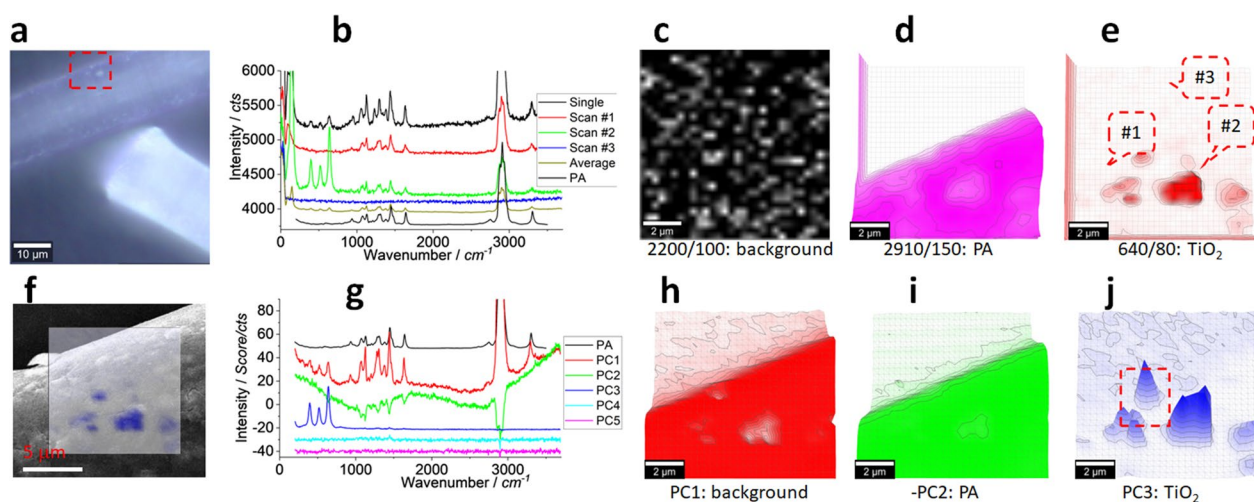 a
10 µm
b
6000
5500
5000
4500
4000
Intensity / cts
Single
Scan #1
Scan #2
Scan #3
Average
PA
0
1000
2000
3000
Wavenumber / cm⁻¹
c
2 µm
2200/100: background
d
2 µm
2910/150: PA
e
#3
#1
#2
2 µm
640/80: TiO₂
f
5 µm
g
80
60
40
20
0
-20
-40
Intensity / Score/cts
PA
PC1
PC2
PC3
PC4
PC5
0
1000
2000
3000
Wavenumber / cm⁻¹
h
2 µm
PC1: background
i
2 µm
-PC2: PA
j
2 µm
PC3: TiO₂